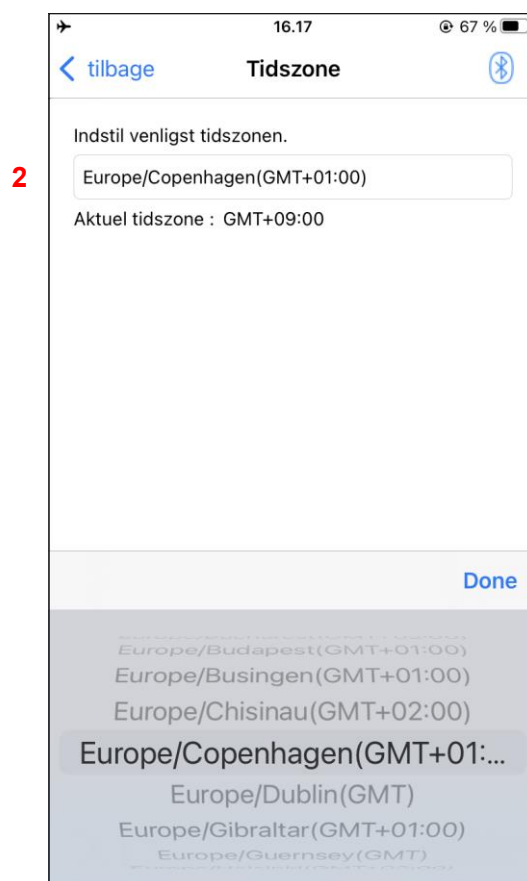 16.17
67 %
tilbage
Tidszone
Indstil venligst tidszonen.
2
Europe/Copenhagen(GMT+01:00)
Aktuel tidszone : GMT+09:00
Done
Europe/Budapest(GMT+01:00)
Europe/Busingen(GMT+01:00)
Europe/Chisinau(GMT+02:00)
Europe/Copenhagen(GMT+01:...
Europe/Dublin(GMT)
Europe/Gibraltar(GMT+01:00)
Europe/Guernsey(GMT)